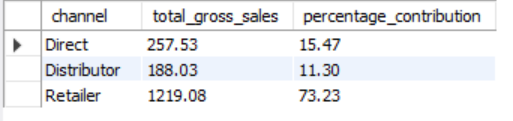 channel total_gross_sales percentage_contribution
Direct 257.53 15.47
Distributor 188.03 11.30
Retailer 1219.08 73.23